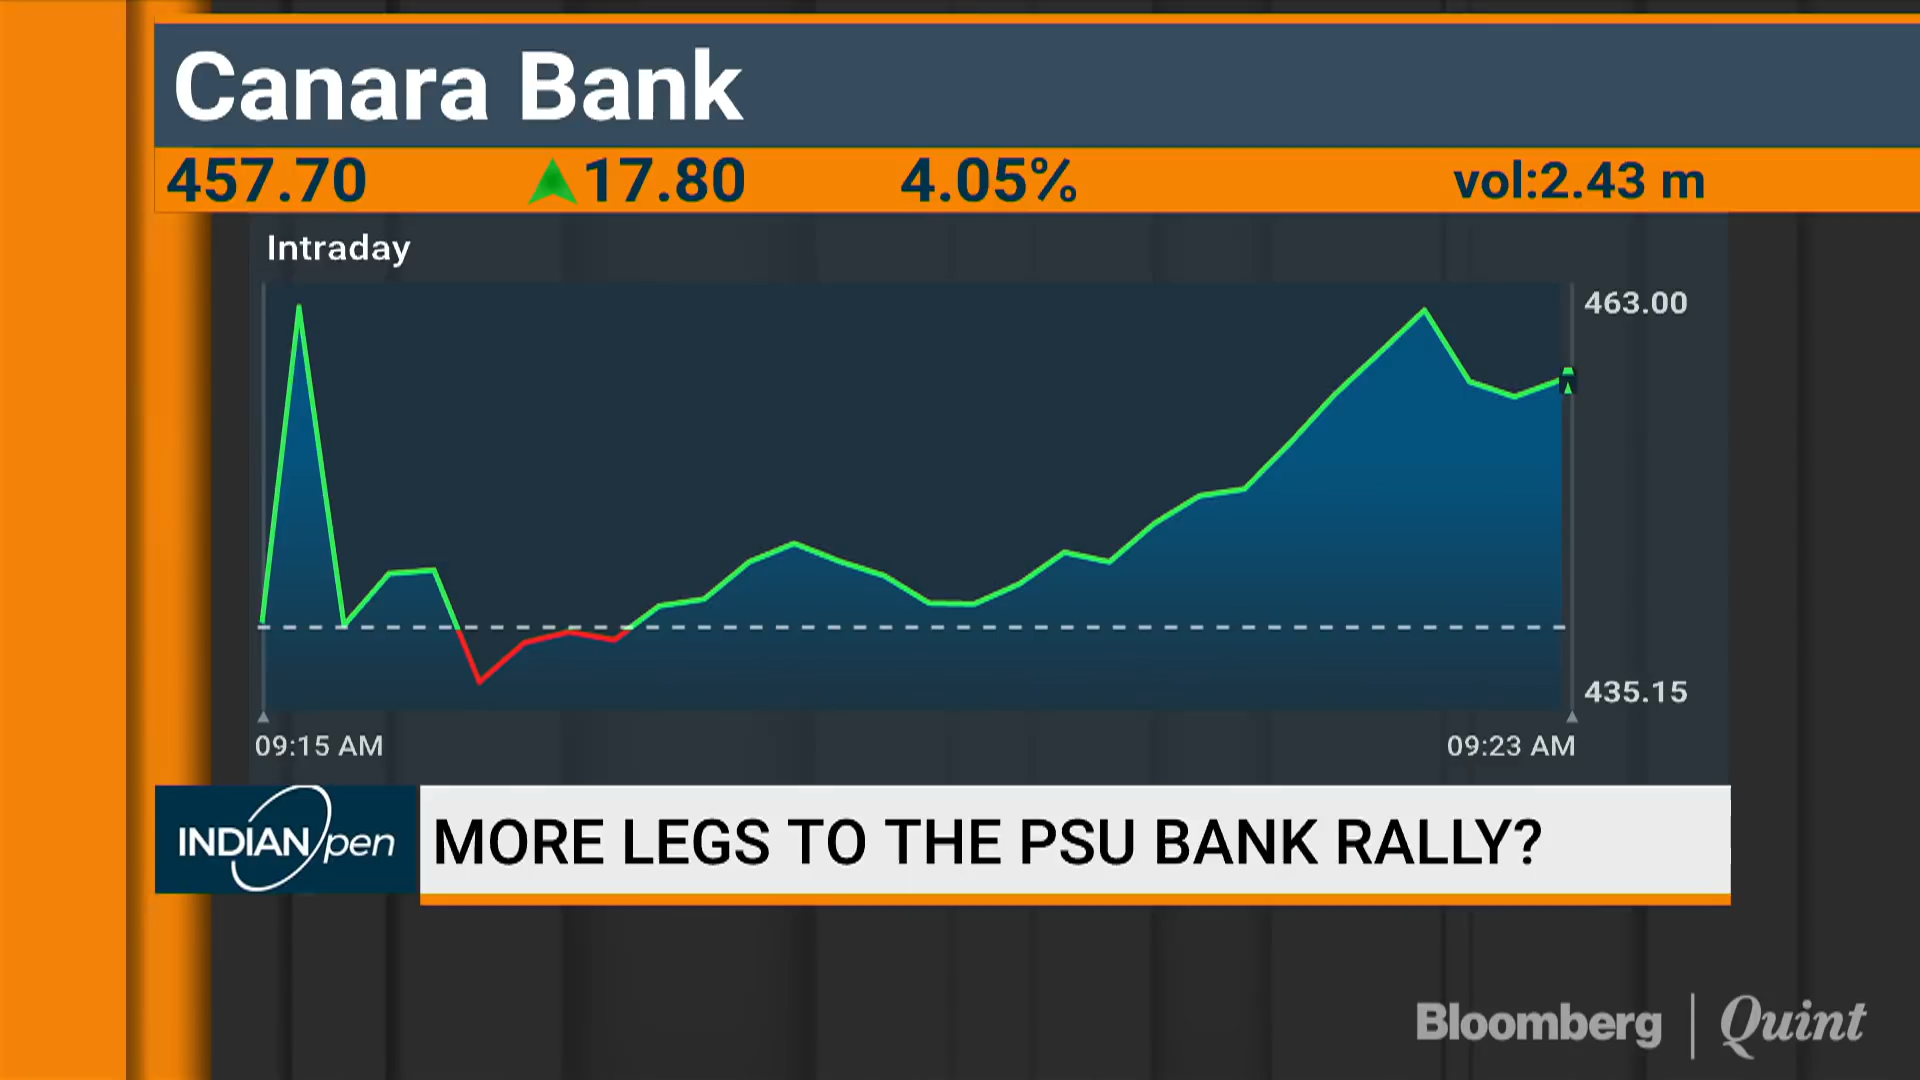 Canara Bank
457.70 17.80 4.05% vol:2.43 m
Intraday
463.00
435.15
09:15 AM 09:23 AM
INDIAN Open MORE LEGS TO THE PSU BANK RALLY?
Bloomberg | Quint